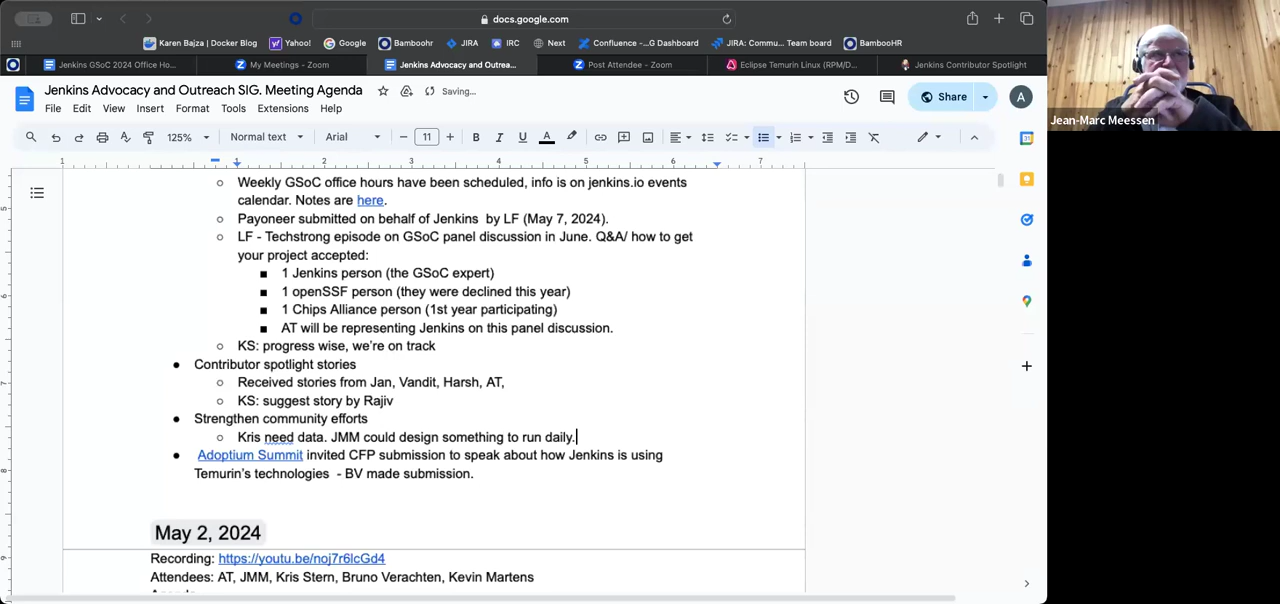 docs.google.com
Karen Bajza | Docker Blog
Yahoo!
Google
Bamboohr
JIRA
IRC
Next
Confluence ...G Dashboard
JIRA: Commu... Team board
BambooHR
Jenkins GSoC 2024 Office Ho...
My Meetings - Zoom
Jenkins Advocacy and Outrea...
Post Attendee - Zoom
Eclipse Temurin Linux (RPM/D...
Jenkins Contributor Spotlight
Jenkins Advocacy and Outreach SIG. Meeting Agenda
Saving...
File Edit View Insert Format Tools Extensions Help
Share
A
125% Normal text Arial 11 B I U A
1 1 2 3 4 5 6 7
Weekly GSoC office hours have been scheduled, info is on jenkins.io events
calendar. Notes are here.
Payoneer submitted on behalf of Jenkins by LF (May 7, 2024).
LF - Techstrong episode on GSoC panel discussion in June. Q&A/ how to get
your project accepted:
1 Jenkins person (the GSoC expert)
1 openSSF person (they were declined this year)
1 Chips Alliance person (1st year participating)
AT will be representing Jenkins on this panel discussion.
KS: progress wise, we're on track
Contributor spotlight stories
Received stories from Jan, Vandit, Harsh, AT,
KS: suggest story by Rajiv
Strengthen community efforts
Kris need data. JMM could design something to run daily.
Adoptium Summit invited CFP submission to speak about how Jenkins is using
Temurin's technologies - BV made submission.
May 2, 2024
Recording: https://youtu.be/noj7r6lcGd4
Attendees: AT, JMM, Kris Stern, Bruno Verachten, Kevin Martens
Jean-Marc Meessen